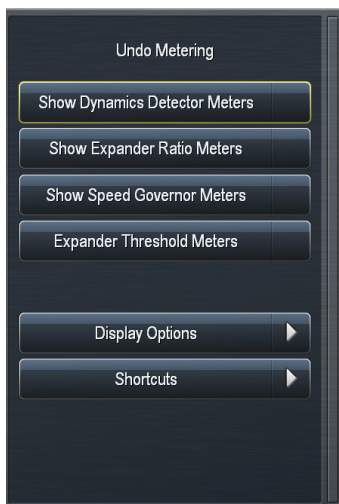 Undo Metering
Show Dynamics Detector Meters
Show Expander Ratio Meters
Show Speed Governor Meters
Expander Threshold Meters
Display Options
Shortcuts